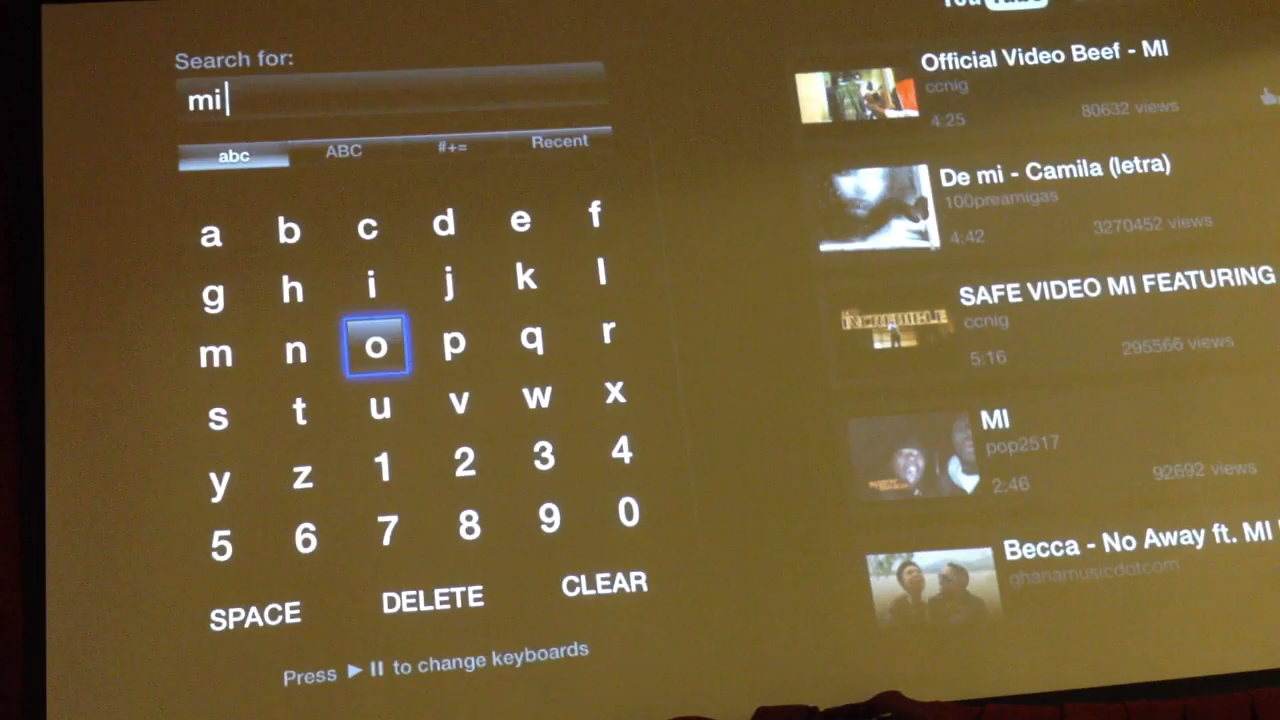 Search for:
mi
abc ABC #+= Recent
a b c d e f
g h i j k l
m n o p q r
s t u v w x
y z 1 2 3 4
5 6 7 8 9 0
SPACE DELETE CLEAR
Press ►II to change keyboards
YouTube
Official Video Beef - MI
ccnig
4:25 80632 views
De mi - Camila (letra)
100preamigas
4:42 3270452 views
SAFE VIDEO MI FEATURING
INCREDIBLE
ccnig
5:16 295566 views
MI
pop2517
2:46 92692 views
Becca - No Away ft. MI
ghanamusicdotcom